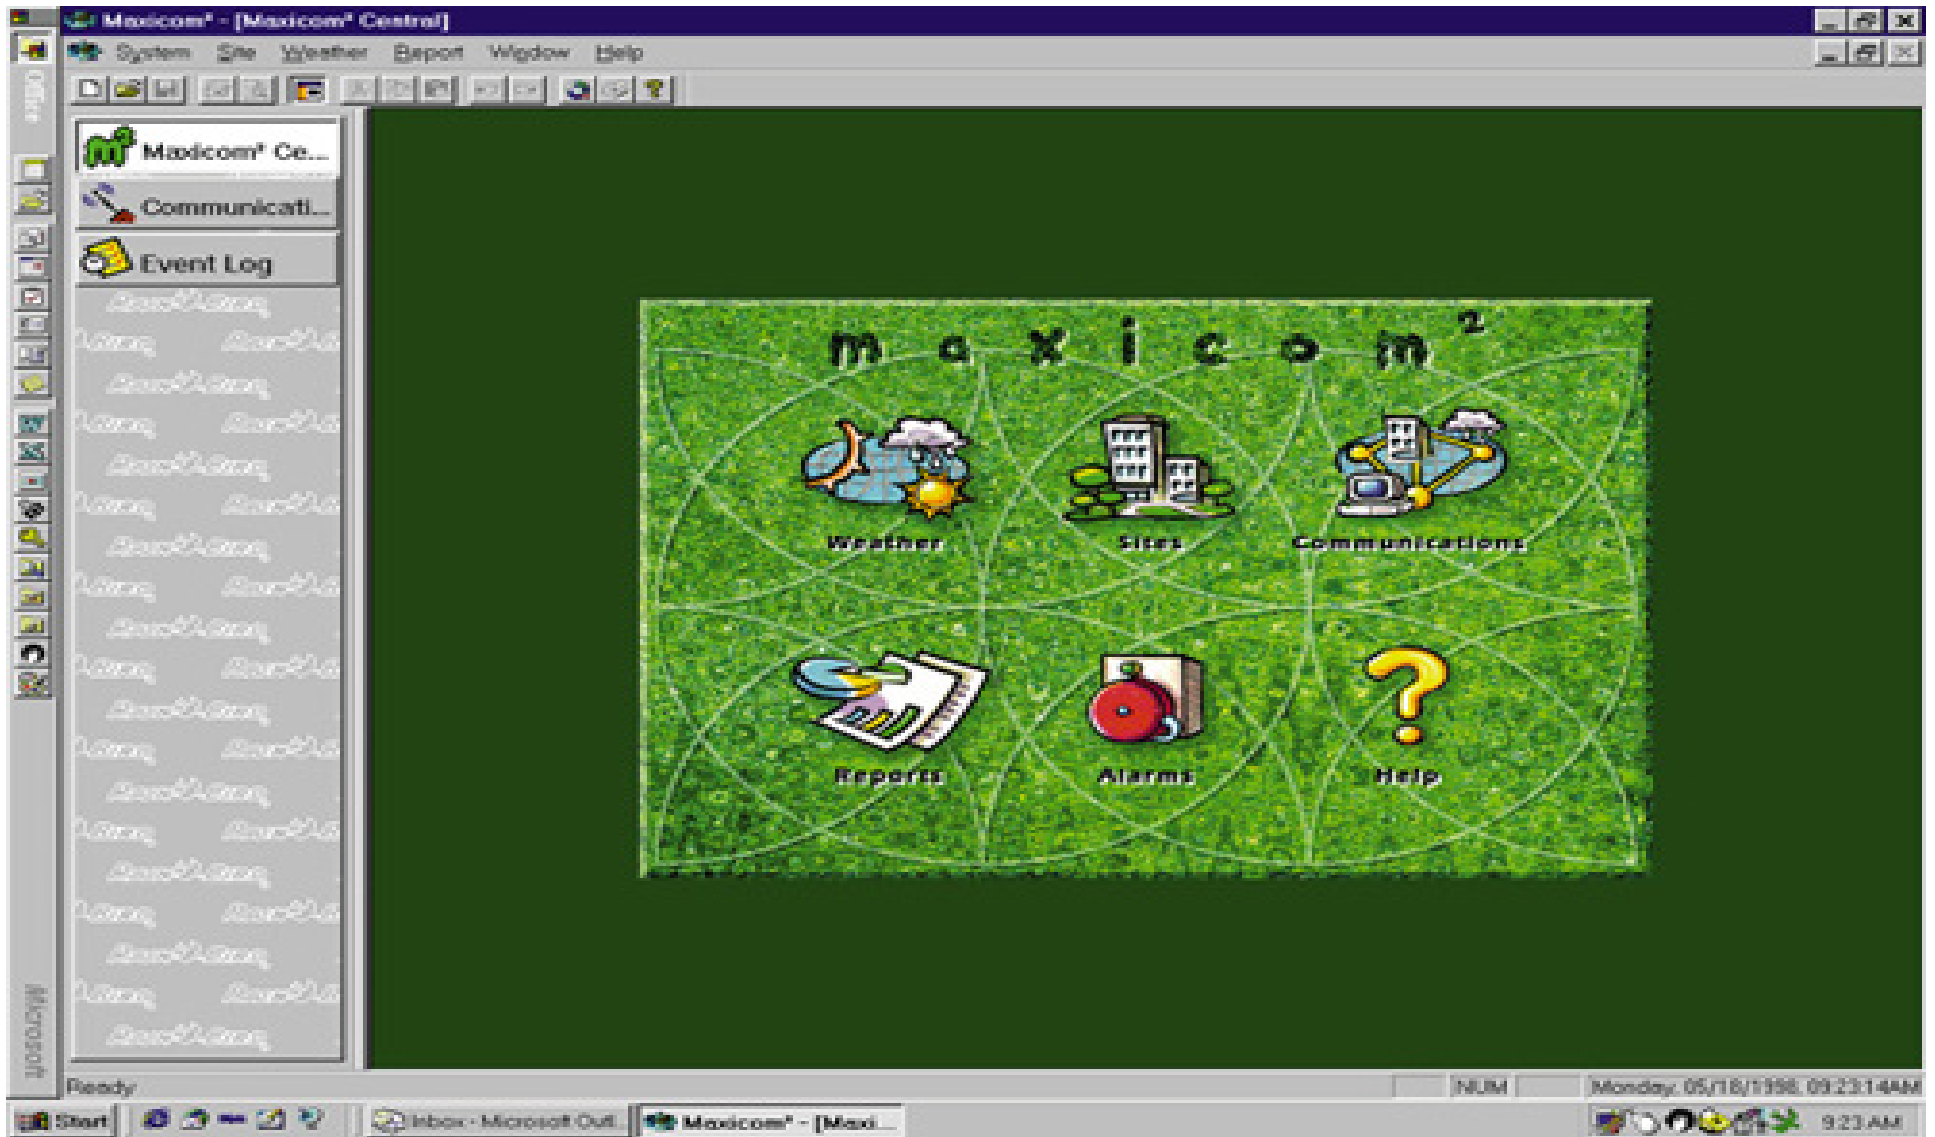 Maxicom² - [Maxicom² Central]
System Site Weather Report Window Help
Office
Maxicom² Ce...
Communicati...
Event Log
maxicom²
Weather Sites Communications
Reports Alarms Help
Microsoft
Ready NUM Monday, 05/18/1998, 09:23:14AM
Start Inbox - Microsoft Outl... Maxicom² - [Maxi... 9:23 AM